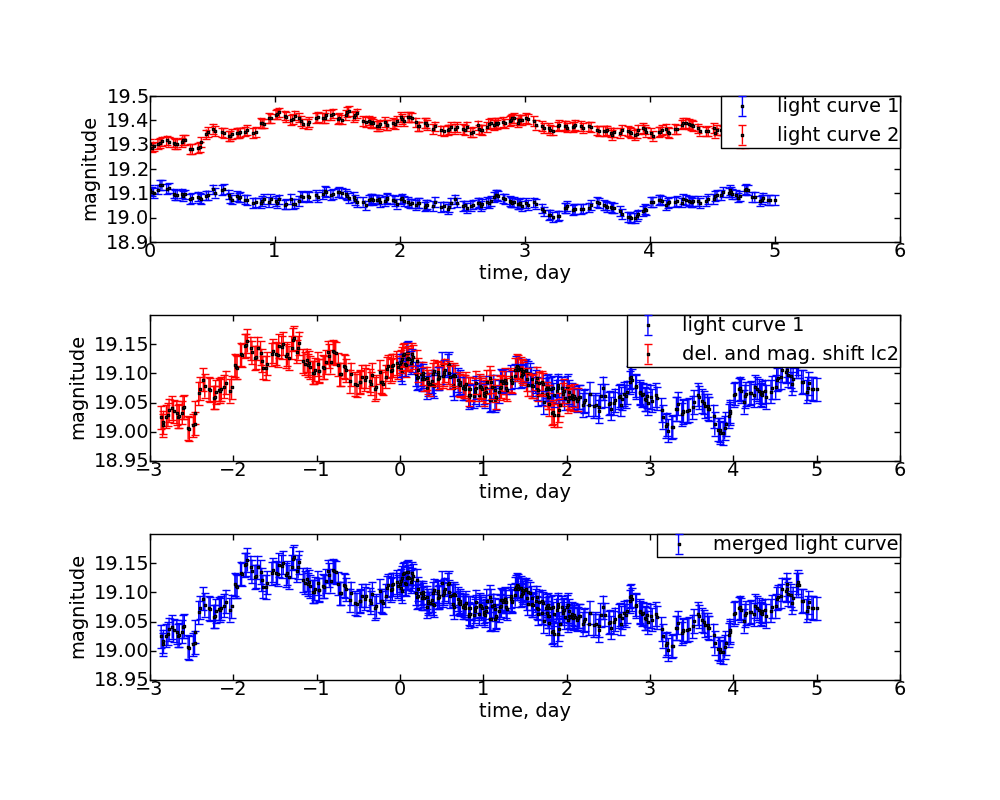 19.5
19.4
19.3
19.2
19.1
19.0
18.9
magnitude
light curve 1
light curve 2
0 1 2 3 4 5 6
time, day
19.15
19.10
19.05
19.00
18.95
magnitude
light curve 1
del. and mag. shift lc2
−3 −2 −1 0 1 2 3 4 5 6
time, day
19.15
19.10
19.05
19.00
18.95
magnitude
merged light curve
−3 −2 −1 0 1 2 3 4 5 6
time, day